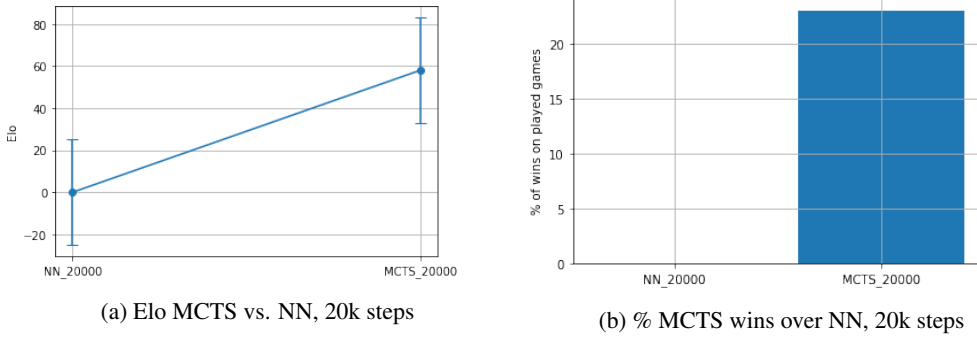 80
60
40
20
0
−20
Elo
NN_20000
MCTS_20000
(a) Elo MCTS vs. NN, 20k steps
20
15
10
5
0
% of wins on played games
NN_20000
MCTS_20000
(b) % MCTS wins over NN, 20k steps